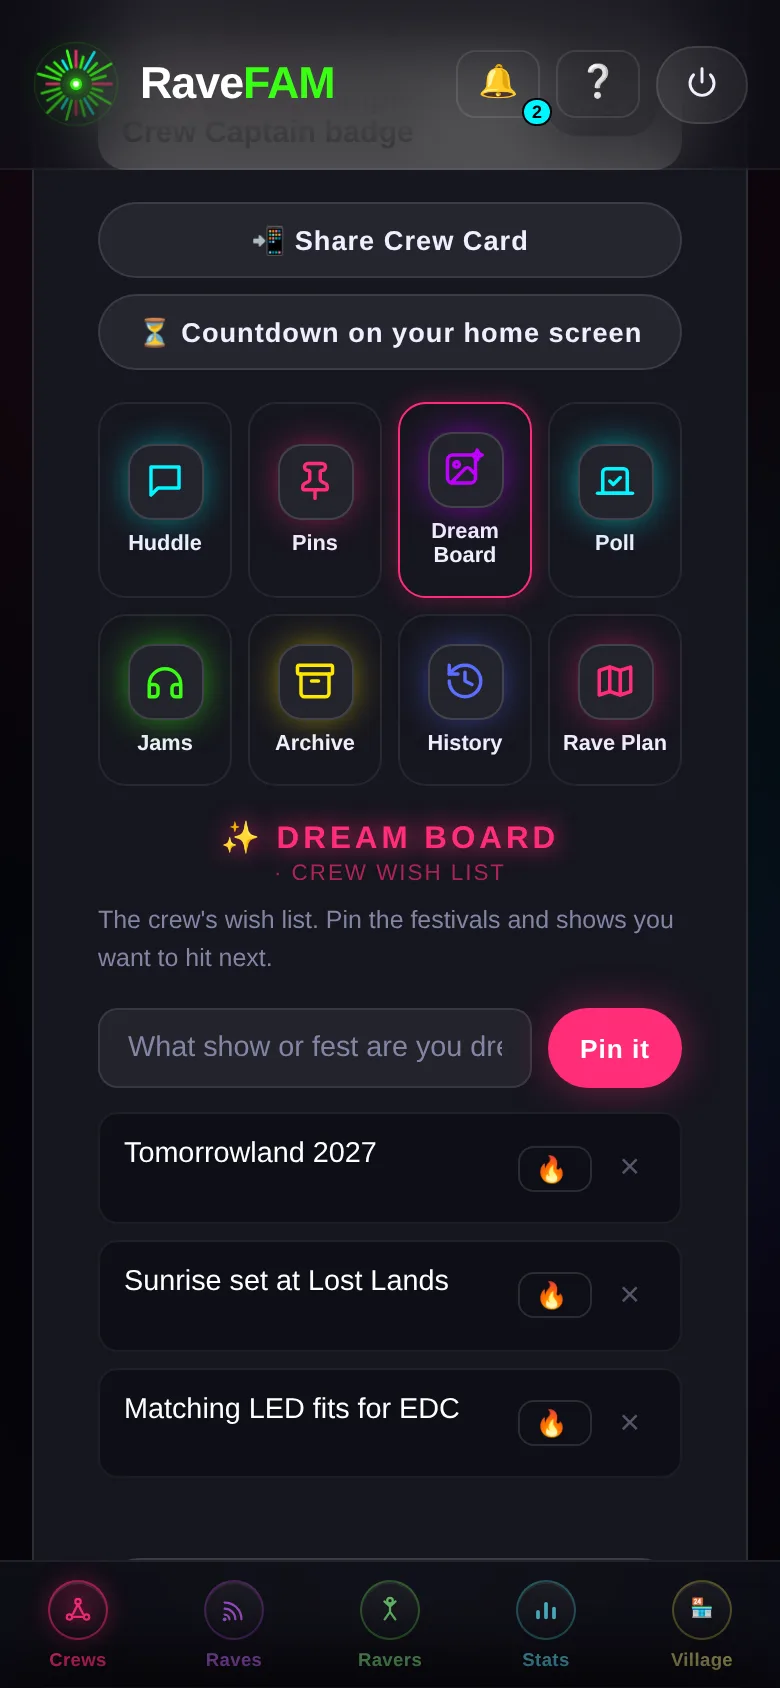 RaveFAM
2
Crew Captain badge
📲 Share Crew Card
⏳ Countdown on your home screen
Huddle
Pins
Dream
Board
Poll
Jams
Archive
History
Rave Plan
✨ DREAM BOARD
· CREW WISH LIST
The crew's wish list. Pin the festivals and shows you
want to hit next.
What show or fest are you dre
Pin it
Tomorrowland 2027
🔥 ×
Sunrise set at Lost Lands
🔥 ×
Matching LED fits for EDC
🔥 ×
Crews
Raves
Ravers
Stats
Village